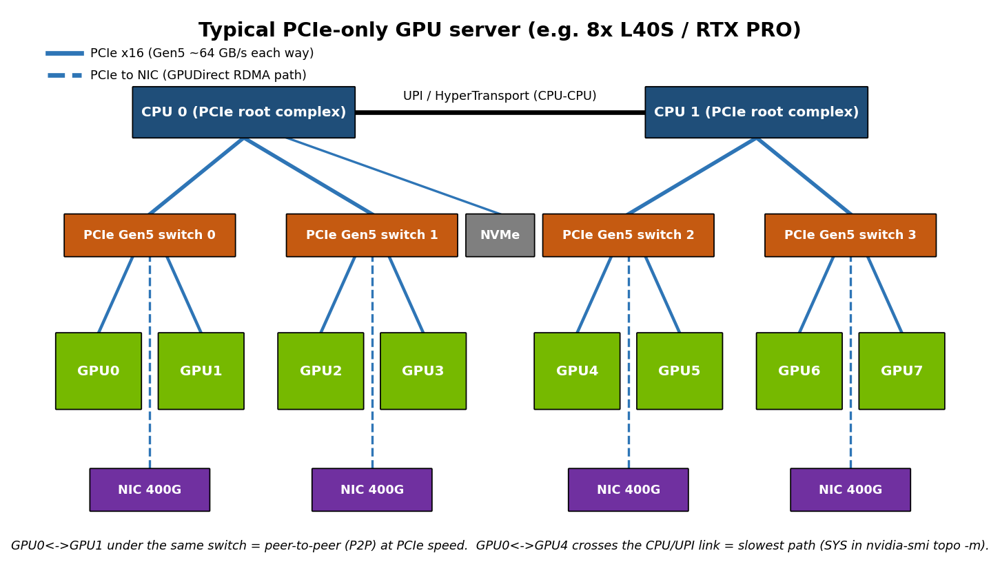 Typical PCIe-only GPU server (e.g. 8x L40S / RTX PRO)
PCIe x16 (Gen5 ~64 GB/s each way)
PCIe to NIC (GPUDirect RDMA path)
UPI / HyperTransport (CPU-CPU)
CPU 0 (PCIe root complex)
CPU 1 (PCIe root complex)
PCIe Gen5 switch 0
PCIe Gen5 switch 1
NVMe
PCIe Gen5 switch 2
PCIe Gen5 switch 3
GPU0
GPU1
GPU2
GPU3
GPU4
GPU5
GPU6
GPU7
NIC 400G
NIC 400G
NIC 400G
NIC 400G
GPU0<->GPU1 under the same switch = peer-to-peer (P2P) at PCIe speed.  GPU0<->GPU4 crosses the CPU/UPI link = slowest path (SYS in nvidia-smi topo -m).